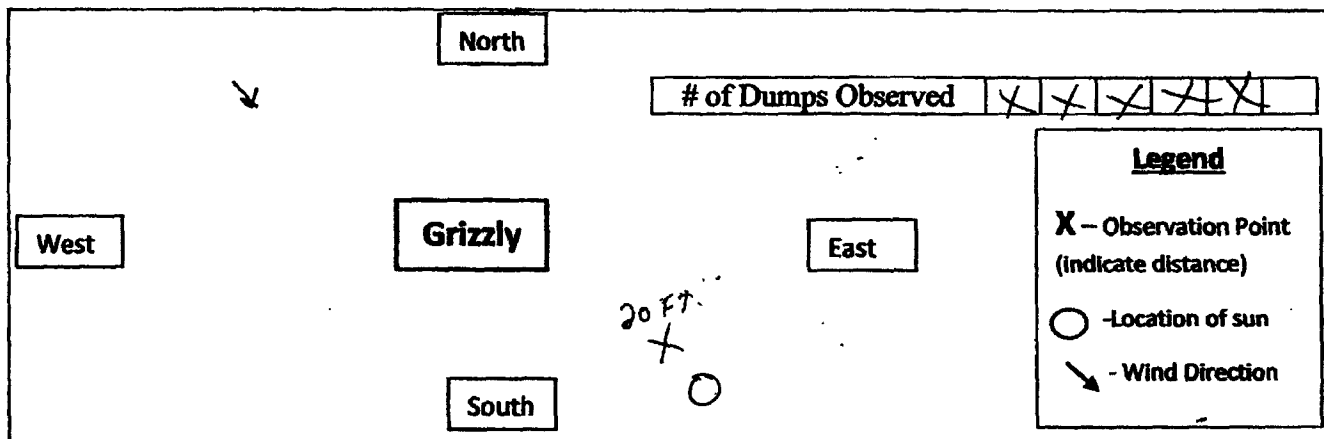 North
# of Dumps Observed X X X X X
Legend
West
Grizzly
East
X – Observation Point
(indicate distance)
20 FT.
X
-Location of sun
- Wind Direction
South